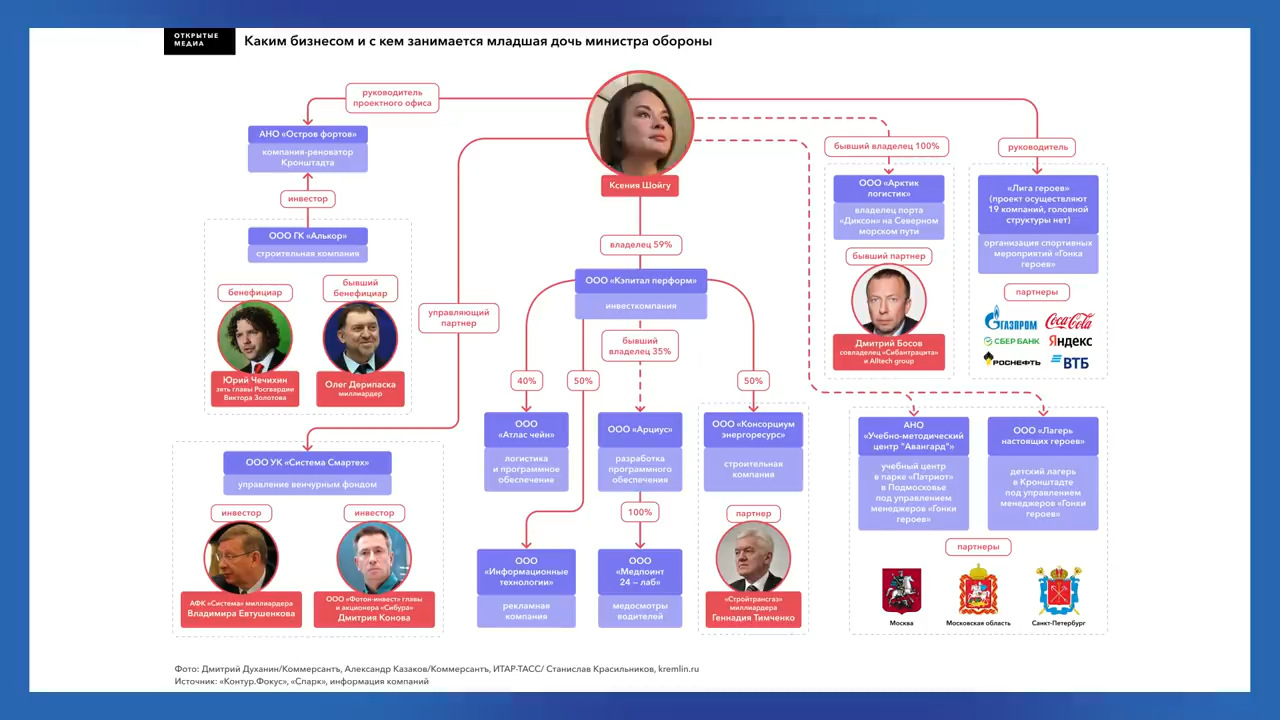 ОТКРЫТЫЕ
МЕДИА
Каким бизнесом и с кем занимается младшая дочь министра обороны
руководитель
проектного офиса
АНО «Остров фортов»
компания-реноватор
Кронштадта
инвестор
ООО ГК «Алькор»
строительная компания
бенефициар
бывший
бенефициар
Юрий Чечихин
зять главы Росгвардии
Виктора Золотова
Олег Дерипаска
миллиардер
управляющий
партнер
ООО УК «Система Смартех»
управление венчурным фондом
инвестор
инвестор
АФК «Система» миллиардера
Владимира Евтушенкова
ООО «Фотон-инвест» главы
и акционера «Сибура»
Дмитрия Конова
Ксения Шойгу
владелец 59%
ООО «Кэпитал перформ»
инвесткомпания
бывший
владелец 35%
40%
50%
50%
ООО
«Атлас чейн»
логистика
и программное
обеспечение
ООО «Арциус»
разработка
программного
обеспечения
ООО «Консорциум
энергоресурс»
строительная
компания
100%
партнер
ООО
«Информационные
технологии»
рекламная
компания
ООО
«Медпоинт
24 — лаб»
медосмотры
водителей
«Стройтрансгаз»
миллиардера
Геннадия Тимченко
бывший владелец 100%
ООО «Арктик
логистик»
владелец порта
«Диксон» на Северном
морском пути
бывший партнер
Дмитрий Босов
совладелец «Сибантрацита»
и Alltech group
руководитель
«Лига героев»
(проект осуществляют
19 компаний, головной
структуры нет)
организация спортивных
мероприятий «Гонка
героев»
партнеры
ГАЗПРОМ
Coca-Cola
СБЕР БАНК
Яндекс
РОСНЕФТЬ
ВТБ
АНО
«Учебно-методический
центр "Авангард"»
учебный центр
в парке «Патриот»
в Подмосковье
под управлением
менеджеров «Гонки
героев»
ООО «Лагерь
настоящих героев»
детский лагерь
в Кронштадте
под управлением
менеджеров «Гонки
героев»
партнеры
Москва
Московская область
Санкт-Петербург
Фото: Дмитрий Духанин/Коммерсантъ, Александр Казаков/Коммерсантъ, ИТАР-ТАСС/ Станислав Красильников, kremlin.ru
Источник: «Контур.Фокус», «Спарк», информация компаний